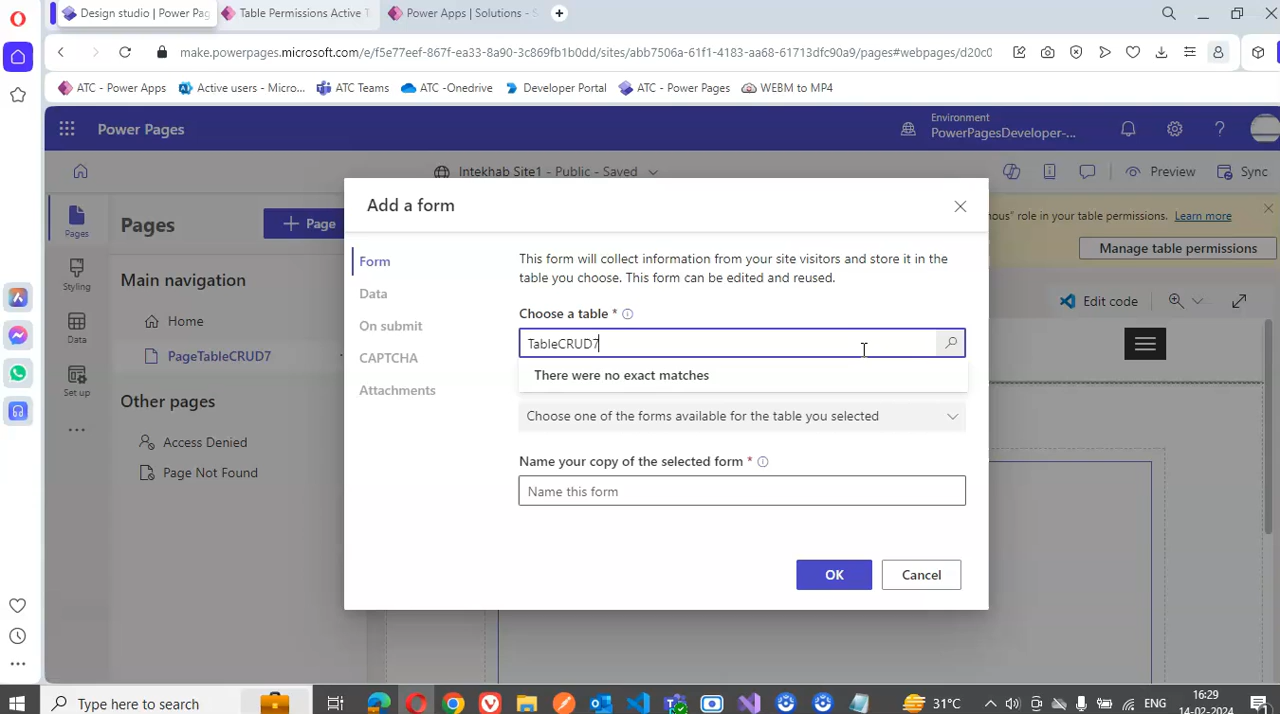 Design studio | Power Pag
Table Permissions Active T
Power Apps | Solutions - S
make.powerpages.microsoft.com/e/f5e77eef-867f-ea33-8a90-3c869fb1b0dd/sites/abb7506a-61f1-4183-aa68-61713dfc90a9/pages#webpages/d20c0
ATC - Power Apps
Active users - Micro...
ATC Teams
ATC -Onedrive
Developer Portal
ATC - Power Pages
WEBM to MP4
Power Pages
Environment
PowerPagesDeveloper-...
Intekhab Site1 - Public - Saved
Preview
Sync
Pages
Page
Pages
Styling
Data
Set up
Main navigation
Home
PageTableCRUD7
Other pages
Access Denied
Page Not Found
Add a form
Form
Data
On submit
CAPTCHA
Attachments
This form will collect information from your site visitors and store it in the
table you choose. This form can be edited and reused.
Choose a table *
TableCRUD7
There were no exact matches
Choose one of the forms available for the table you selected
Name your copy of the selected form *
Name this form
OK
Cancel
nous" role in your table permissions. Learn more
Manage table permissions
Edit code
Type here to search
31°C
ENG
16:29
14-02-2024